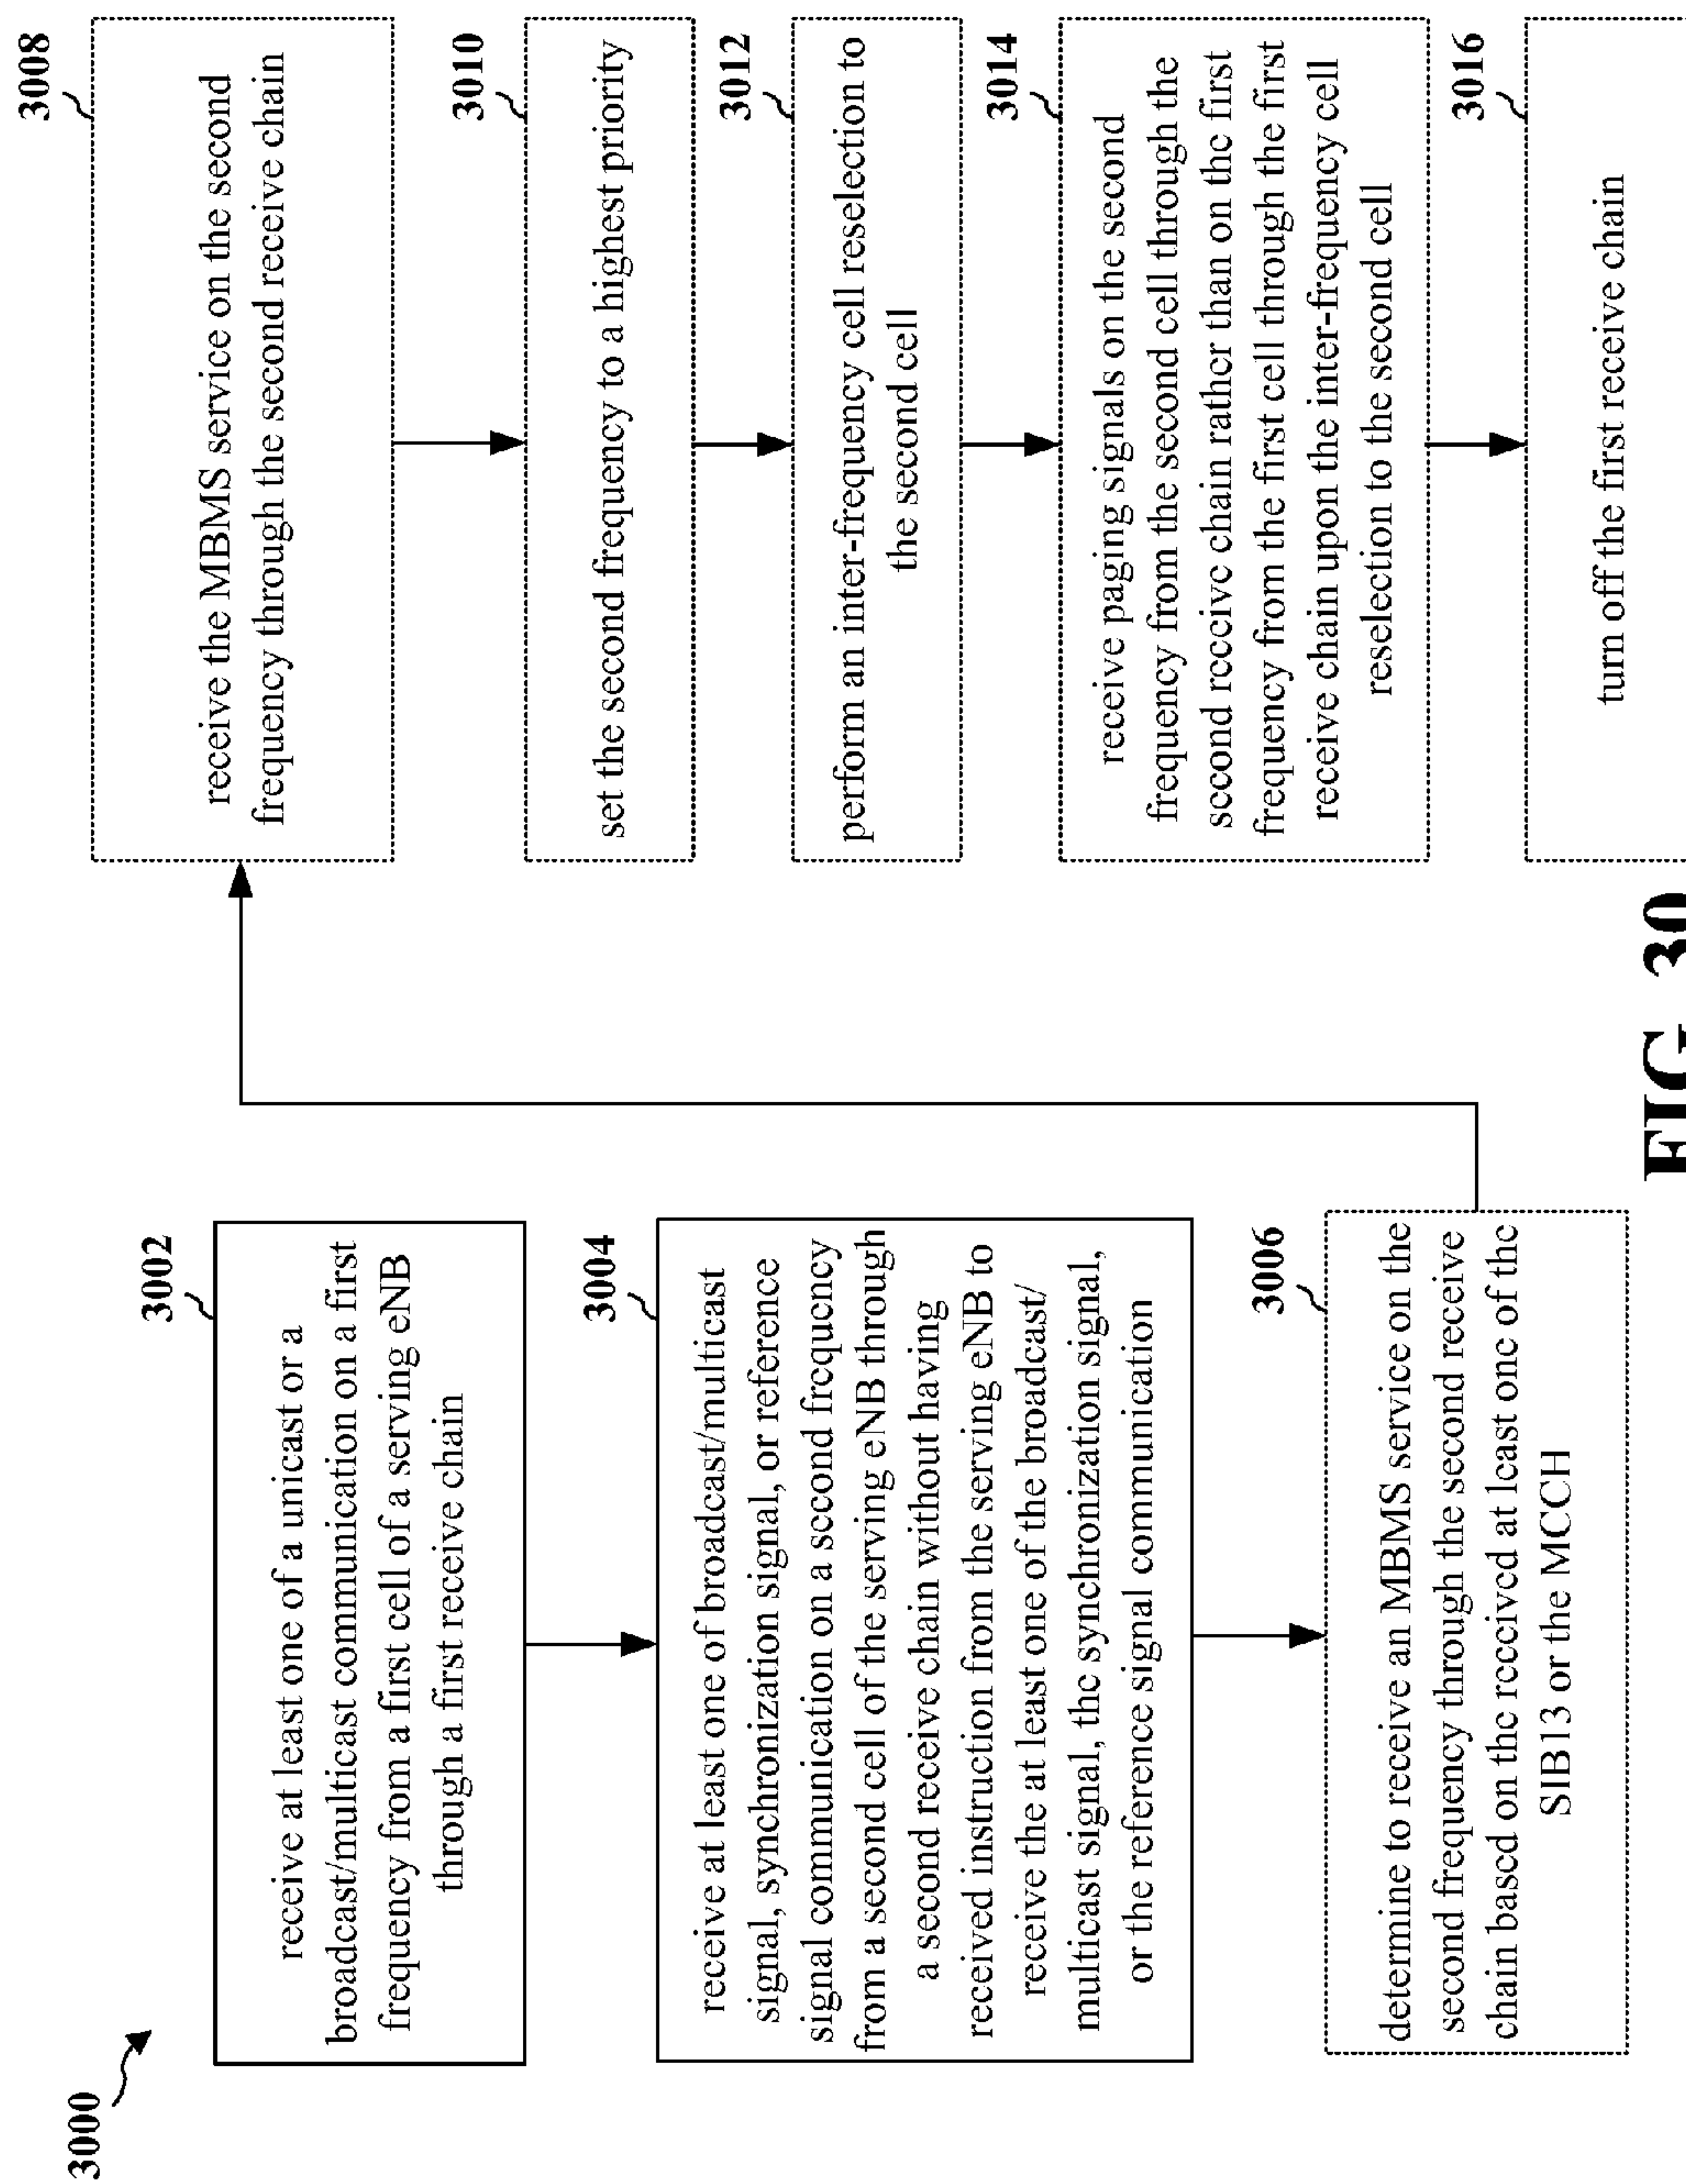 3000
3002
receive at least one of a unicast or a
broadcast/multicast communication on a first
frequency from a first cell of a serving eNB
through a first receive chain
3004
receive at least one of broadcast/multicast
signal, synchronization signal, or reference
signal communication on a second frequency
from a second cell of the serving eNB through
a second receive chain without having
received instruction from the serving eNB to
receive the at least one of the broadcast/
multicast signal, the synchronization signal,
or the reference signal communication
3006
determine to receive an MBMS service on the
second frequency through the second receive
chain based on the received at least one of the
SIB13 or the MCCH
3008
receive the MBMS service on the second
frequency through the second receive chain
3010
set the second frequency to a highest priority
3012
perform an inter-frequency cell reselection to
the second cell
3014
receive paging signals on the second
frequency from the second cell through the
second receive chain rather than on the first
frequency from the first cell through the first
receive chain upon the inter-frequency cell
reselection to the second cell
3016
turn off the first receive chain
FIG. 30